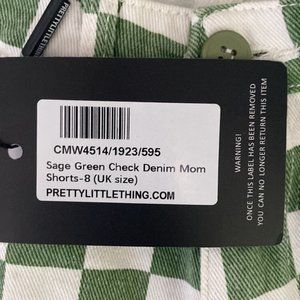 PRETTYLITTLETHING
CMW4514/1923/595
Sage Green Check Denim Mom
Shorts-8 (UK size)
PRETTYLITTLETHING.COM
WARNING!
ONCE THIS LABEL HAS BEEN REMOVED
YOU CAN NO LONGER RETURN THIS ITEM